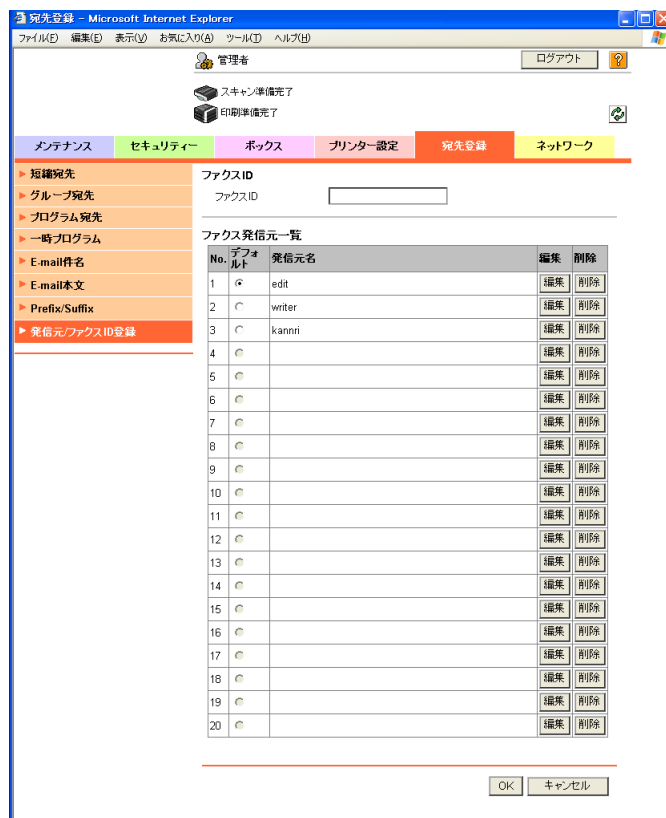 宛先登録 - Microsoft Internet Explorer
ファイル(F) 編集(E) 表示(V) お気に入り(A) ツール(T) ヘルプ(H)
管理者 ログアウト ?
スキャン準備完了
印刷準備完了
メンテナンス セキュリティー ボックス プリンター設定 宛先登録 ネットワーク
短縮宛先
グループ宛先
プログラム宛先
一時プログラム
E-mail件名
E-mail本文
Prefix/Suffix
発信元/ファクスID登録
ファクスID
ファクスID
ファクス発信元一覧
No. デフォルト 発信元名 編集 削除
1 edit 編集 削除
2 writer 編集 削除
3 kannri 編集 削除
4 編集 削除
5 編集 削除
6 編集 削除
7 編集 削除
8 編集 削除
9 編集 削除
10 編集 削除
11 編集 削除
12 編集 削除
13 編集 削除
14 編集 削除
15 編集 削除
16 編集 削除
17 編集 削除
18 編集 削除
19 編集 削除
20 編集 削除
OK キャンセル